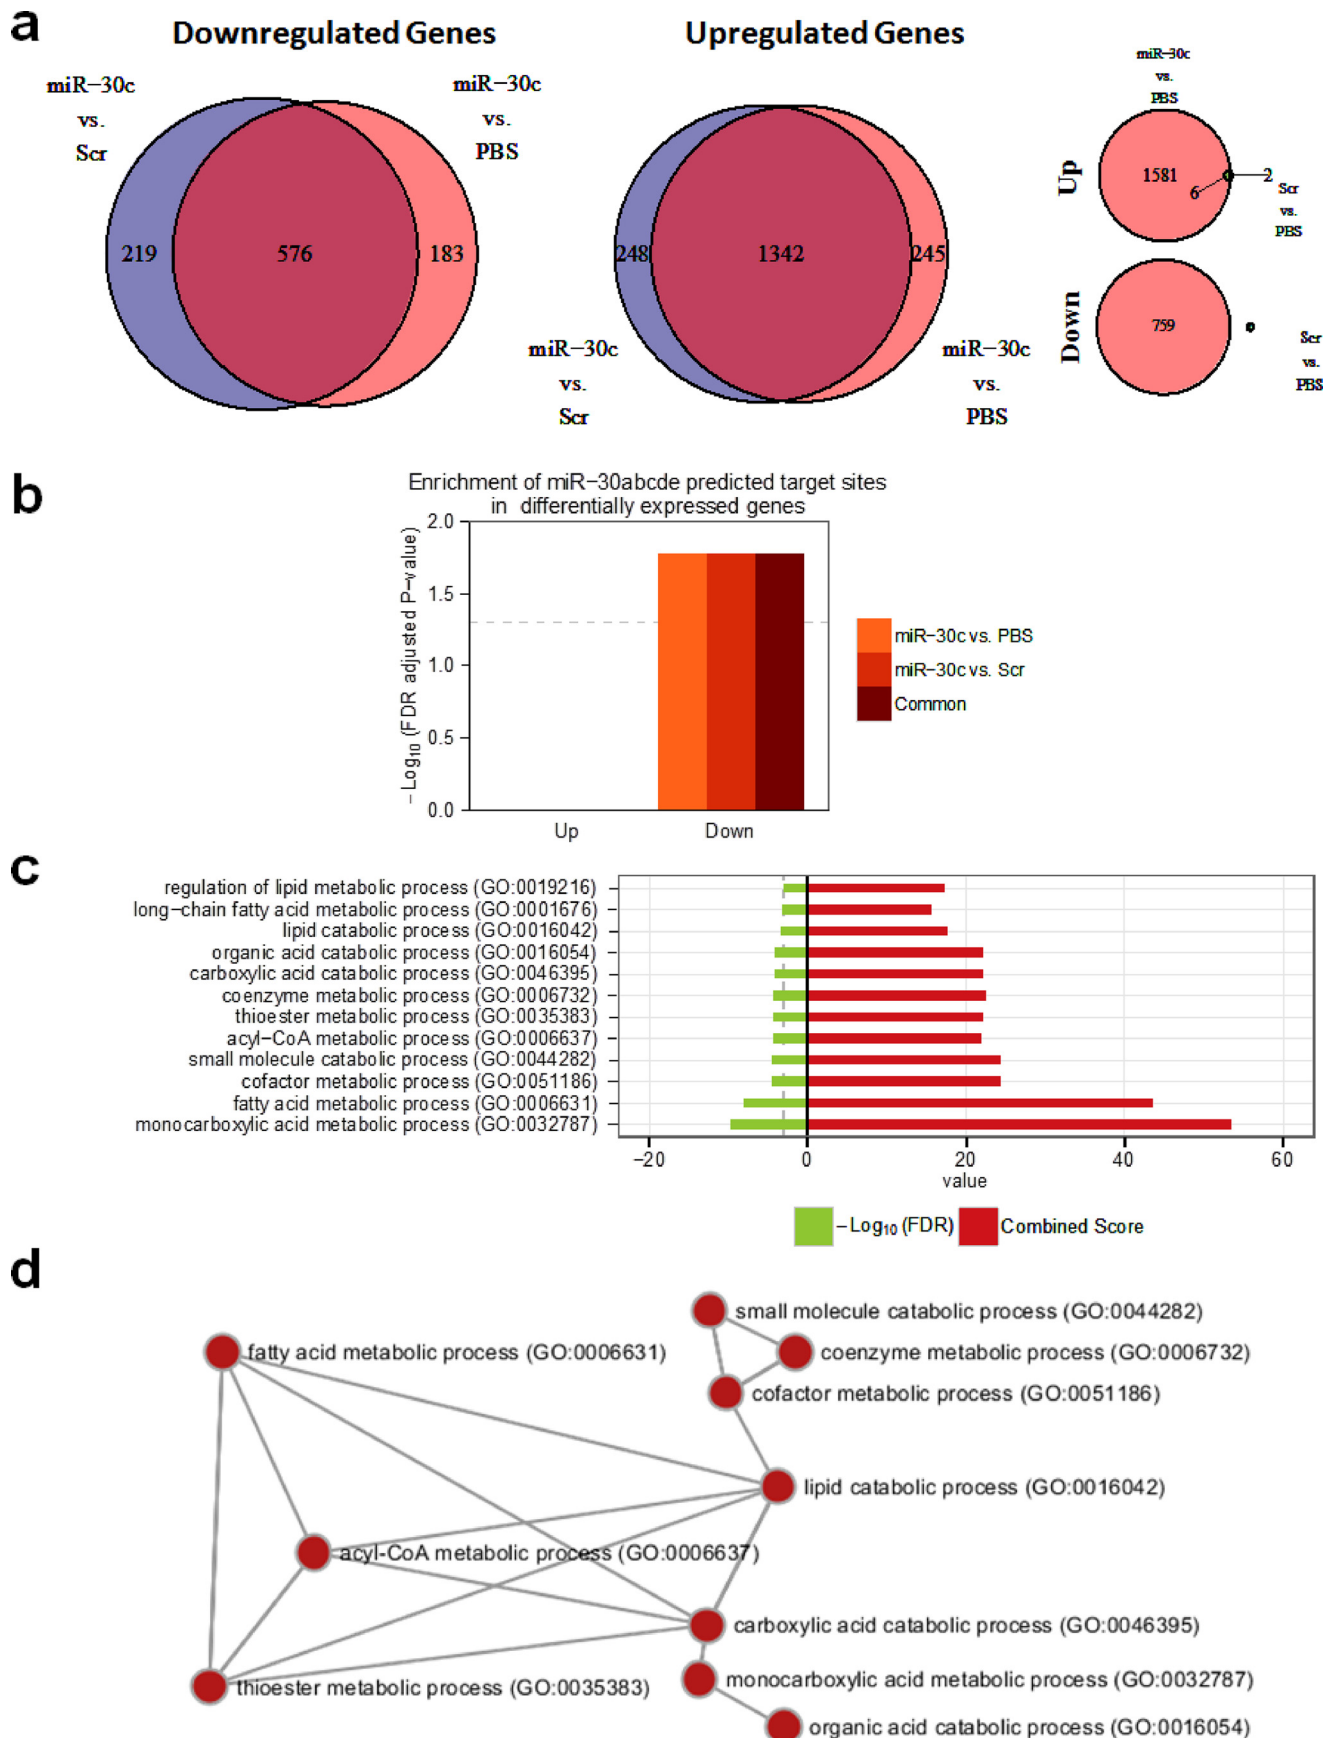 a
Downregulated Genes
Upregulated Genes
miR−30c
vs.
Scr
miR−30c
vs.
PBS
219
576
183
miR−30c
vs.
Scr
248
1342
245
miR−30c
vs.
PBS
miR−30c
vs.
PBS
Up
1581
6
2
Scr
vs.
PBS
Down
759
Scr
vs.
PBS
b
Enrichment of miR−30abcde predicted target sites
in differentially expressed genes
−Log10 (FDR adjusted P−value)
2.0
1.5
1.0
0.5
0.0
Up
Down
miR−30c vs. PBS
miR−30c vs. Scr
Common
c
regulation of lipid metabolic process (GO:0019216)
long−chain fatty acid metabolic process (GO:0001676)
lipid catabolic process (GO:0016042)
organic acid catabolic process (GO:0016054)
carboxylic acid catabolic process (GO:0046395)
coenzyme metabolic process (GO:0006732)
thioester metabolic process (GO:0035383)
acyl−CoA metabolic process (GO:0006637)
small molecule catabolic process (GO:0044282)
cofactor metabolic process (GO:0051186)
fatty acid metabolic process (GO:0006631)
monocarboxylic acid metabolic process (GO:0032787)
−20
0
20
40
60
value
−Log10 (FDR)
Combined Score
d
small molecule catabolic process (GO:0044282)
fatty acid metabolic process (GO:0006631)
coenzyme metabolic process (GO:0006732)
cofactor metabolic process (GO:0051186)
lipid catabolic process (GO:0016042)
acyl-CoA metabolic process (GO:0006637)
carboxylic acid catabolic process (GO:0046395)
monocarboxylic acid metabolic process (GO:0032787)
thioester metabolic process (GO:0035383)
organic acid catabolic process (GO:0016054)